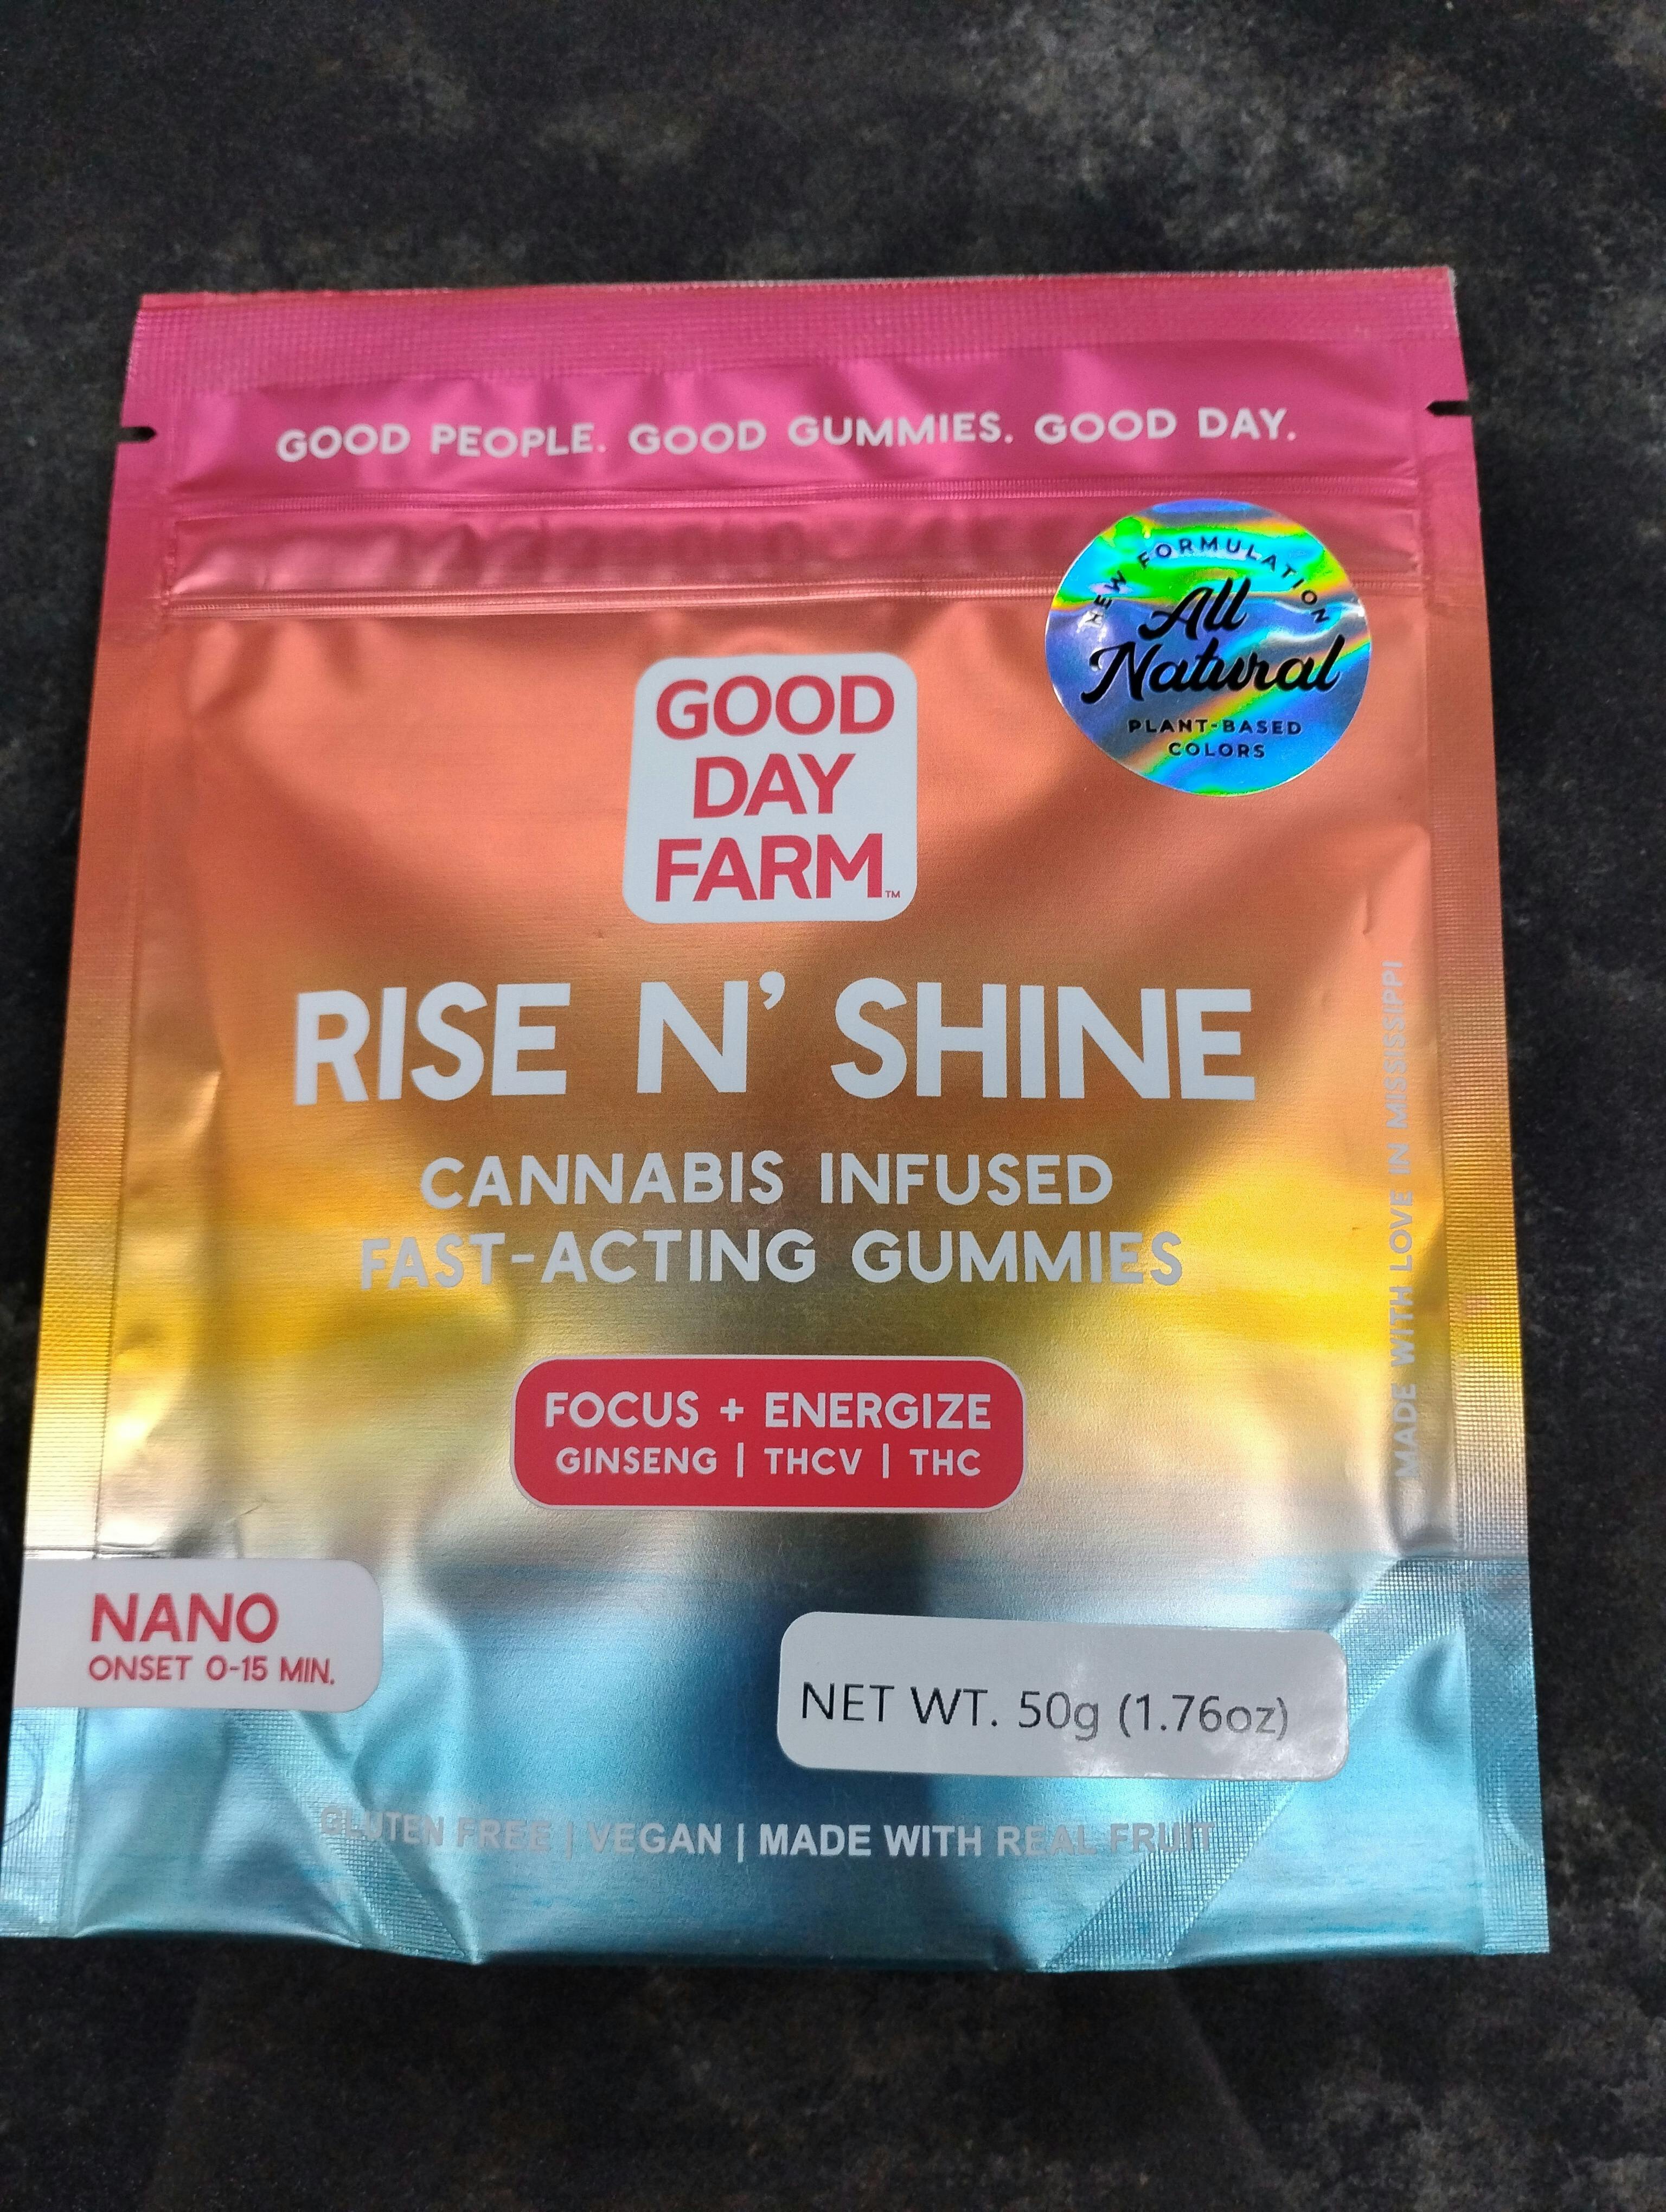 GOOD PEOPLE. GOOD GUMMIES. GOOD DAY.
NEW FORMULATION
All
Natural
PLANT-BASED
COLORS
GOOD
DAY
FARM™
RISE N' SHINE
CANNABIS INFUSED
FAST-ACTING GUMMIES
MADE WITH LOVE IN MISSISSIPPI
FOCUS + ENERGIZE
GINSENG | THCV | THC
NANO
ONSET 0-15 MIN.
NET WT. 50g (1.76oz)
GLUTEN FREE | VEGAN | MADE WITH REAL FRUIT